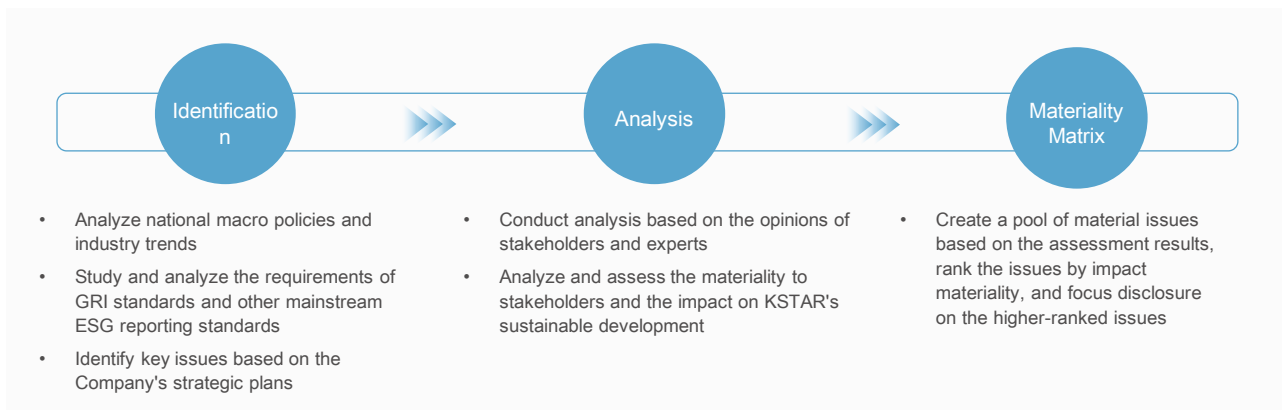 Identificatio
n
Analysis
Materiality
Matrix
• Analyze national macro policies and
industry trends
• Study and analyze the requirements of
GRI standards and other mainstream
ESG reporting standards
• Identify key issues based on the
Company's strategic plans
• Conduct analysis based on the opinions of
stakeholders and experts
• Analyze and assess the materiality to
stakeholders and the impact on KSTAR's
sustainable development
• Create a pool of material issues
based on the assessment results,
rank the issues by impact
materiality, and focus disclosure
on the higher-ranked issues